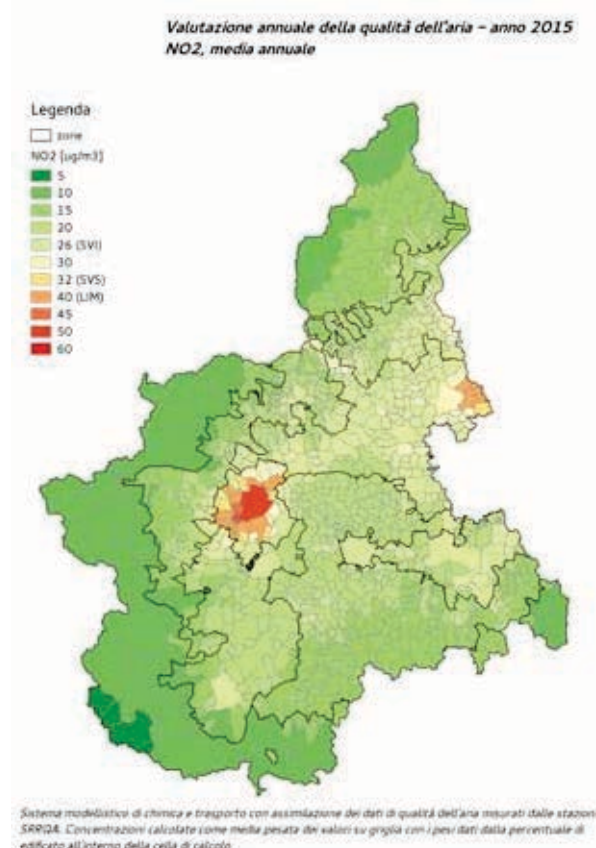 Valutazione annuale della qualità dell'aria – anno 2015
NO2, media annuale
Legenda
zone
NO2 [ug/m3]
5
10
15
20
26 (SVI)
30
32 (SVS)
40 (LIM)
45
50
60
Sistema modellistico di chimica e trasporto con assimilazione dei dati di qualità dell'aria misurati dalle stazioni
SRRQA. Concentrazioni calcolate come media pesata dei valori su griglia con i pesi dati dalla percentuale di
edificato all'interno della cella di calcolo.